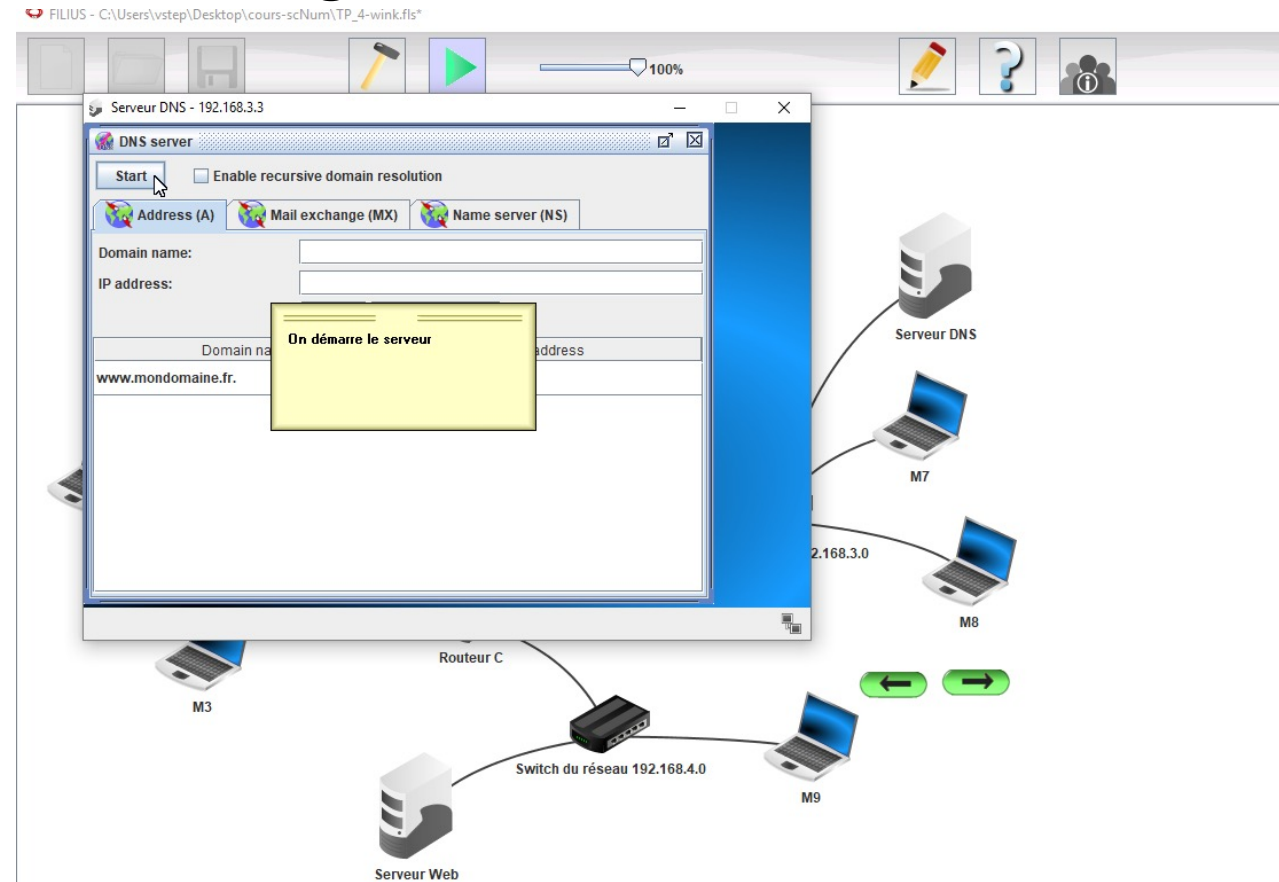 FILIUS - C:\Users\vstep\Desktop\cours-scNum\TP_4-wink.fls*
100%
Serveur DNS - 192.168.3.3
DNS server
Start
Enable recursive domain resolution
Address (A)
Mail exchange (MX)
Name server (NS)
Domain name:
IP address:
On démarre le serveur
Domain na
address
www.mondomaine.fr.
Serveur DNS
M7
2.168.3.0
M8
Routeur C
M3
Switch du réseau 192.168.4.0
M9
Serveur Web